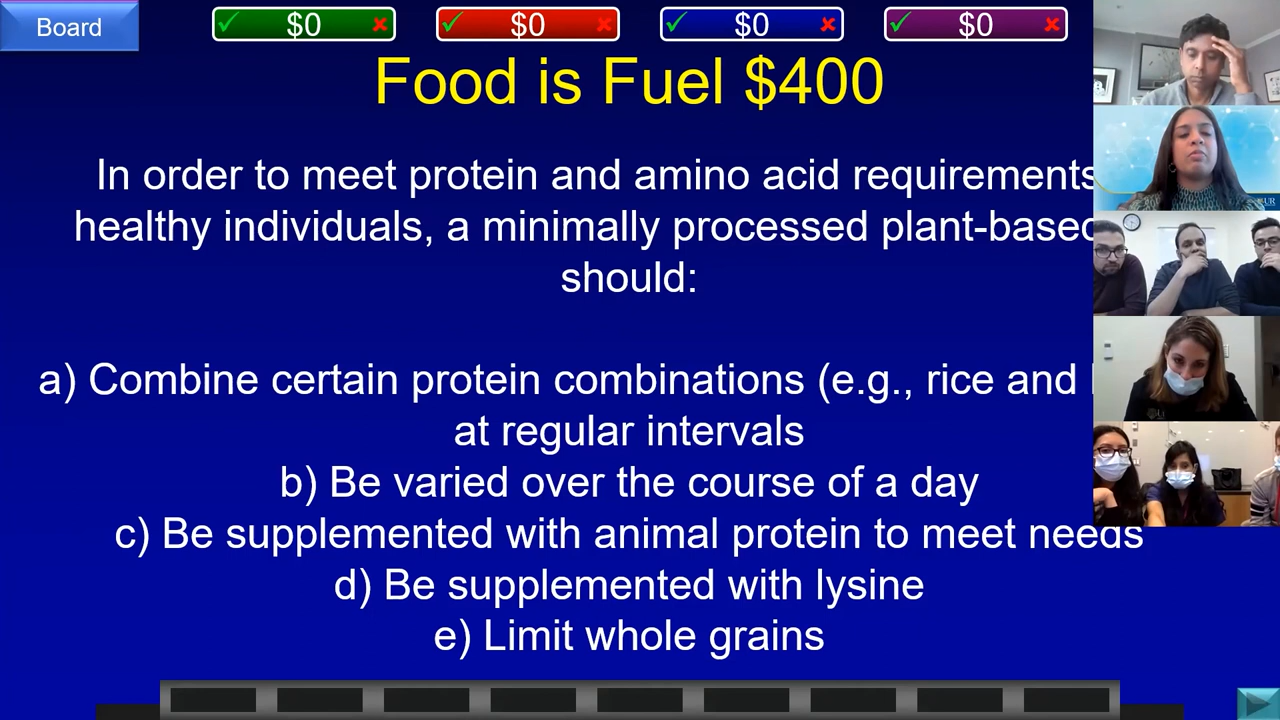 Board
$0 $0 $0 $0
Food is Fuel $400
In order to meet protein and amino acid requirements
healthy individuals, a minimally processed plant-based
should:
a) Combine certain protein combinations (e.g., rice and
at regular intervals
b) Be varied over the course of a day
c) Be supplemented with animal protein to meet needs
d) Be supplemented with lysine
e) Limit whole grains